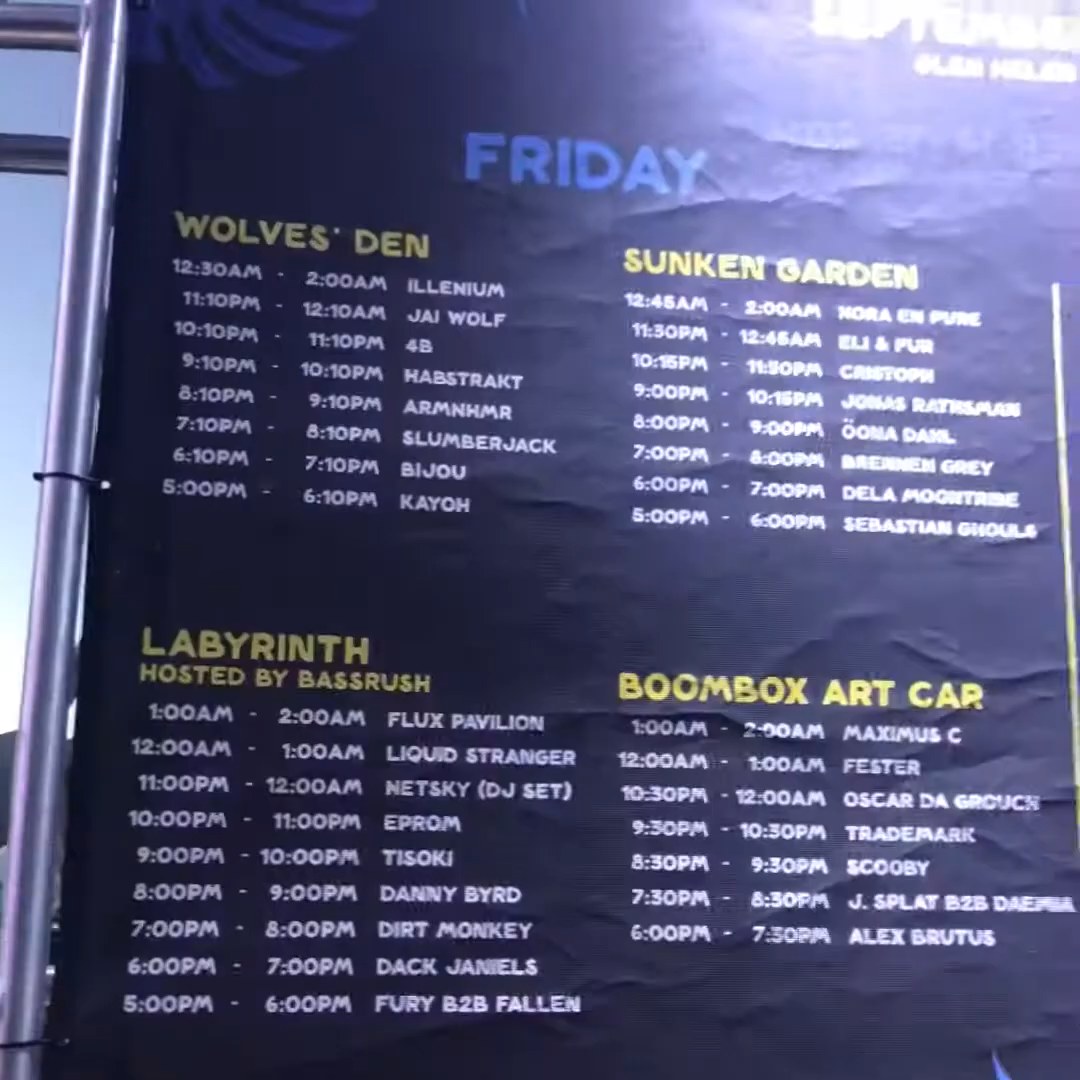 SEPTEMBER
GLEN HELEN
FRIDAY
WOLVES' DEN
12:30AM - 2:00AM ILLENIUM
11:10PM - 12:10AM JAI WOLF
10:10PM - 11:10PM 4B
9:10PM - 10:10PM HABSTRAKT
8:10PM - 9:10PM ARMNHMR
7:10PM - 8:10PM SLUMBERJACK
6:10PM - 7:10PM BIJOU
5:00PM - 6:10PM KAYOH
SUNKEN GARDEN
12:45AM - 2:00AM NORA EN PURE
11:30PM - 12:45AM ELI & FUR
10:15PM - 11:30PM CRISTOPH
9:00PM - 10:15PM JONAS RATHSMAN
8:00PM - 9:00PM ÖONA DAHL
7:00PM - 8:00PM BRENNEN GREY
6:00PM - 7:00PM DELA MOONTRIBE
5:00PM - 6:00PM SEBASTIAN GHOULS
LABYRINTH
HOSTED BY BASSRUSH
1:00AM - 2:00AM FLUX PAVILION
12:00AM - 1:00AM LIQUID STRANGER
11:00PM - 12:00AM NETSKY (DJ SET)
10:00PM - 11:00PM EPROM
9:00PM - 10:00PM TISOKI
8:00PM - 9:00PM DANNY BYRD
7:00PM - 8:00PM DIRT MONKEY
6:00PM - 7:00PM DACK JANIELS
5:00PM - 6:00PM FURY B2B FALLEN
BOOMBOX ART CAR
1:00AM - 2:00AM MAXIMUS C
12:00AM - 1:00AM FESTER
10:30PM - 12:00AM OSCAR DA GROUCH
9:30PM - 10:30PM TRADEMARK
8:30PM - 9:30PM SCOOBY
7:30PM - 8:30PM J. SPLAT B2B DAEMIA
6:00PM - 7:30PM ALEX BRUTUS